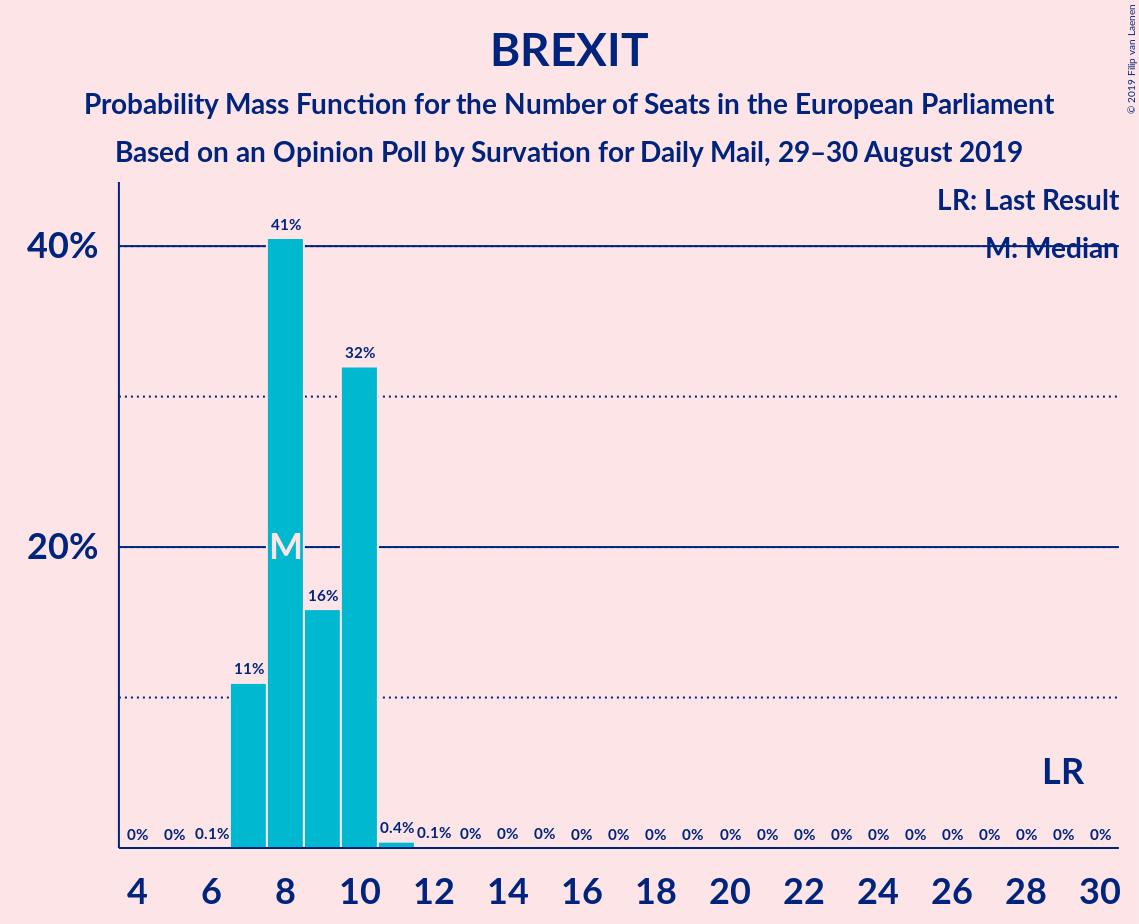 BREXIT
Probability Mass Function for the Number of Seats in the European Parliament
Based on an Opinion Poll by Survation for Daily Mail, 29–30 August 2019
© 2019 Filip van Laenen
LR: Last Result
M: Median
40%
20%
41%
32%
16%
11%
M
LR
0% 0% 0.1% 0.4% 0.1% 0% 0% 0% 0% 0% 0% 0% 0% 0% 0% 0% 0% 0% 0% 0% 0% 0% 0%
4 6 8 10 12 14 16 18 20 22 24 26 28 30